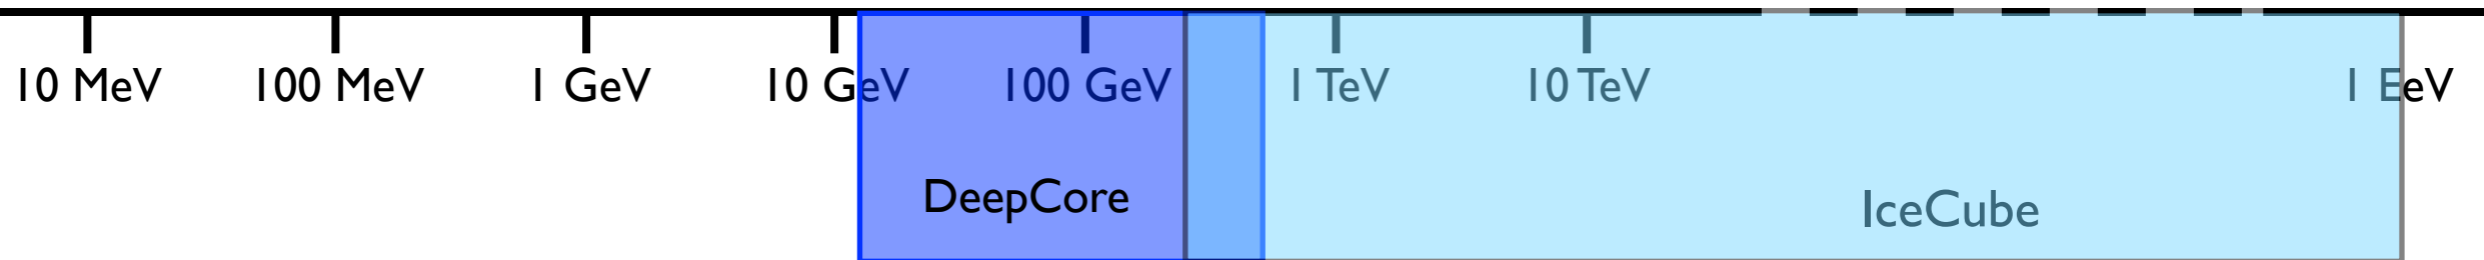 10 MeV 100 MeV 1 GeV 10 GeV 100 GeV 1 TeV 10 TeV 1 EeV
DeepCore IceCube